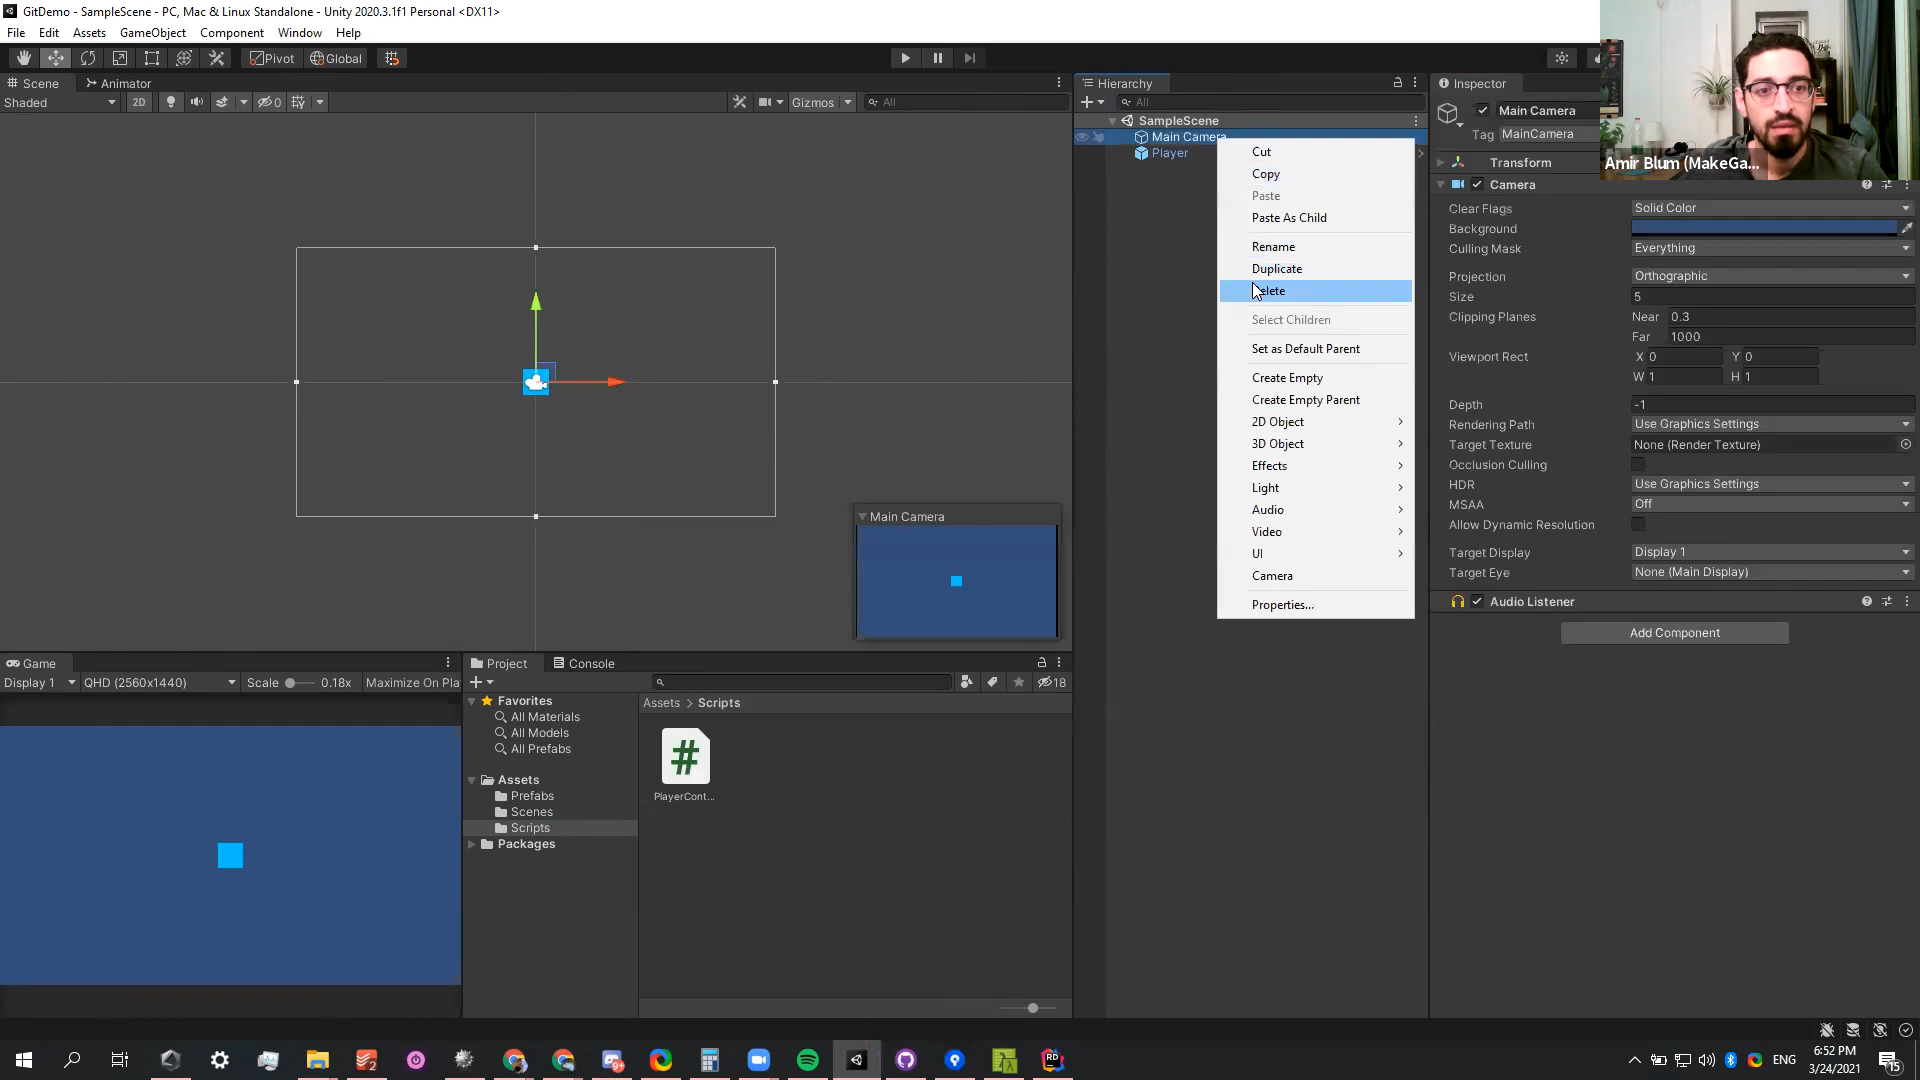 GitDemo - SampleScene - PC, Mac & Linux Standalone - Unity 2020.3.1f1 Personal <DX11>
File Edit Assets GameObject Component Window Help
Pivot Global
Scene Animator
Shaded 2D 0 Gizmos All
Main Camera
Hierarchy
All
SampleScene
Main Camera
Player
Cut
Copy
Paste
Paste As Child
Rename
Duplicate
elete
Select Children
Set as Default Parent
Create Empty
Create Empty Parent
2D Object
3D Object
Effects
Light
Audio
Video
UI
Camera
Properties...
Inspector
Main Camera
Tag MainCamera
Transform
Camera
Clear Flags Solid Color
Background
Culling Mask Everything
Projection Orthographic
Size 5
Clipping Planes Near 0.3
Far 1000
Viewport Rect X 0 Y 0
W 1 H 1
Depth -1
Rendering Path Use Graphics Settings
Target Texture None (Render Texture)
Occlusion Culling
HDR Use Graphics Settings
MSAA Off
Allow Dynamic Resolution
Target Display Display 1
Target Eye None (Main Display)
Audio Listener
Add Component
Amir Blum (MakeGa...
Game
Display 1 QHD (2560x1440) Scale 0.18x Maximize On Pla
Project Console
18
Favorites
All Materials
All Models
All Prefabs
Assets
Prefabs
Scenes
Scripts
Packages
Assets > Scripts
#
PlayerCont...
2
9+
RD
ENG
6:52 PM
3/24/2021
15